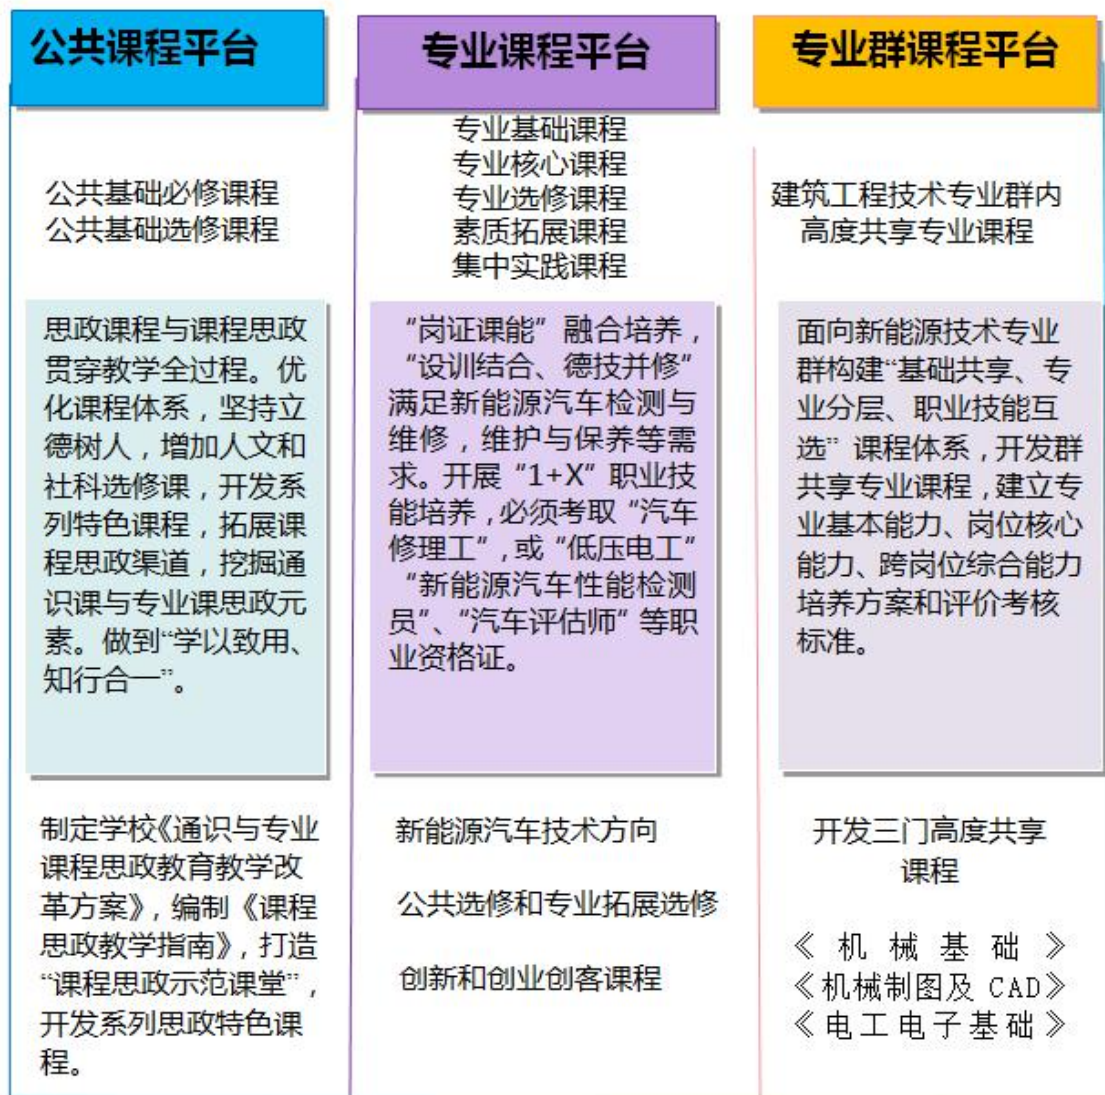 公共课程平台
公共基础必修课程
公共基础选修课程
思政课程与课程思政
贯穿教学全过程。优
化课程体系，坚持立
德树人，增加人文和
社科选修课，开发系
列特色课程，拓展课
程思政渠道，挖掘通
识课与专业课思政元
素。做到“学以致用、
知行合一”。
制定学校《通识与专业
课程思政教育教学改
革方案》，编制《课程
思政教学指南》，打造
“课程思政示范课堂”，
开发系列思政特色课
程。
专业课程平台
专业基础课程
专业核心课程
专业选修课程
素质拓展课程
集中实践课程
“岗证课能”融合培养，
“设训结合、德技并修”
满足新能源汽车检测与
维修，维护与保养等需
求。开展“1+X”职业技
能培养，必须考取“汽车
修理工”，或“低压电工”
“新能源汽车性能检测
员”、“汽车评估师”等职
业资格证。
新能源汽车技术方向
公共选修和专业拓展选修
创新和创业创客课程
专业群课程平台
建筑工程技术专业群内
高度共享专业课程
面向新能源技术专业
群构建“基础共享、专
业分层、职业技能互
选” 课程体系，开发群
共享专业课程，建立专
业基本能力、岗位核心
能力、跨岗位综合能力
培养方案和评价考核
标准。
开发三门高度共享
课程
《机械基础》
《机械制图及 CAD》
《电工电子基础》